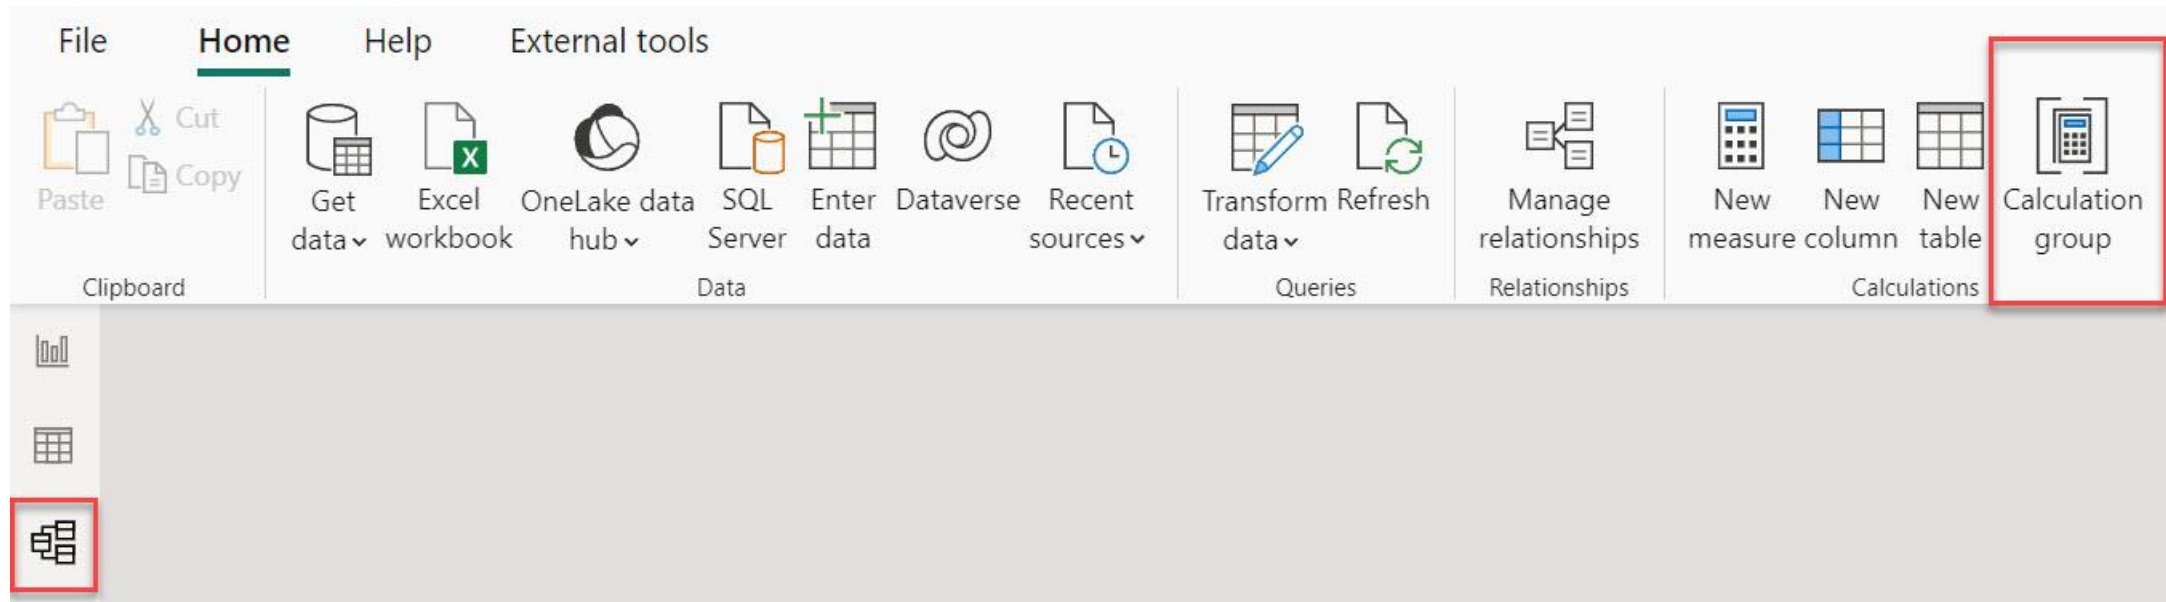 File Home Help External tools
Cut
Copy
Paste
Get data
Excel workbook
OneLake data hub
SQL Server
Enter data
Dataverse
Recent sources
Transform data
Refresh
Manage relationships
New measure
New column
New table
Calculation group
Clipboard
Data
Queries
Relationships
Calculations